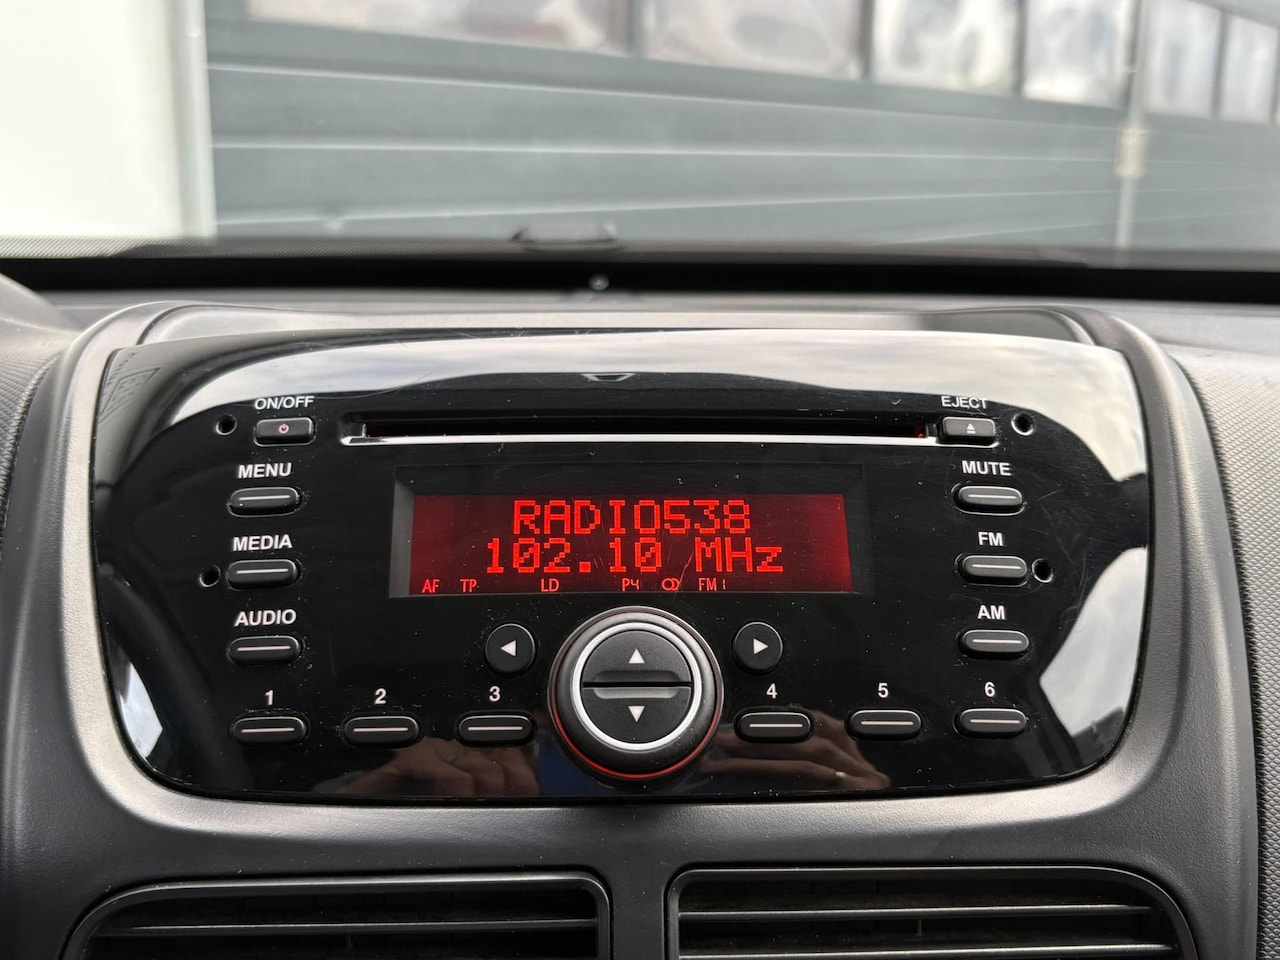 ON/OFF
EJECT
MENU
MUTE
RADIO538
102.10 MHz
AF TP LD P4 FM1
MEDIA
FM
AUDIO
AM
1 2 3 4 5 6